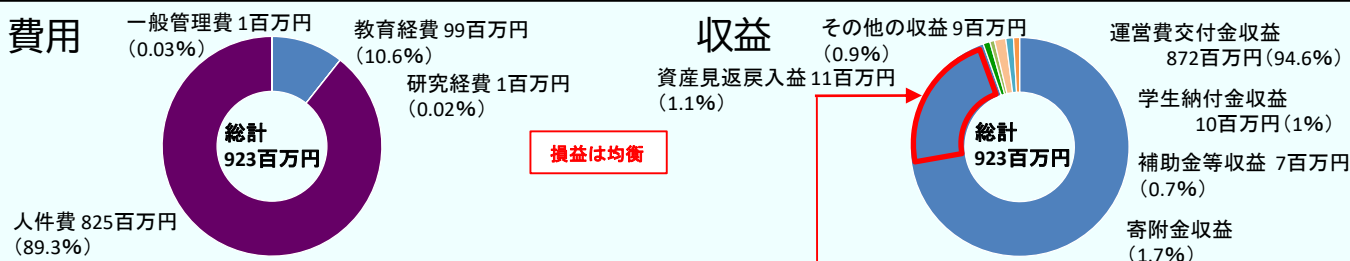 費用
一般管理費 1百万円
（0.03%）
教育経費 99百万円
（10.6%）
研究経費 1百万円
（0.02%）
総計
923百万円
人件費 825百万円
（89.3%）
損益は均衡
収益
その他の収益 9百万円
（0.9%）
資産見返戻入益 11百万円
（1.1%）
総計
923百万円
運営費交付金収益
872百万円（94.6%）
学生納付金収益
10百万円（1%）
補助金等収益 7百万円
（0.7%）
寄附金収益
（1.7%）